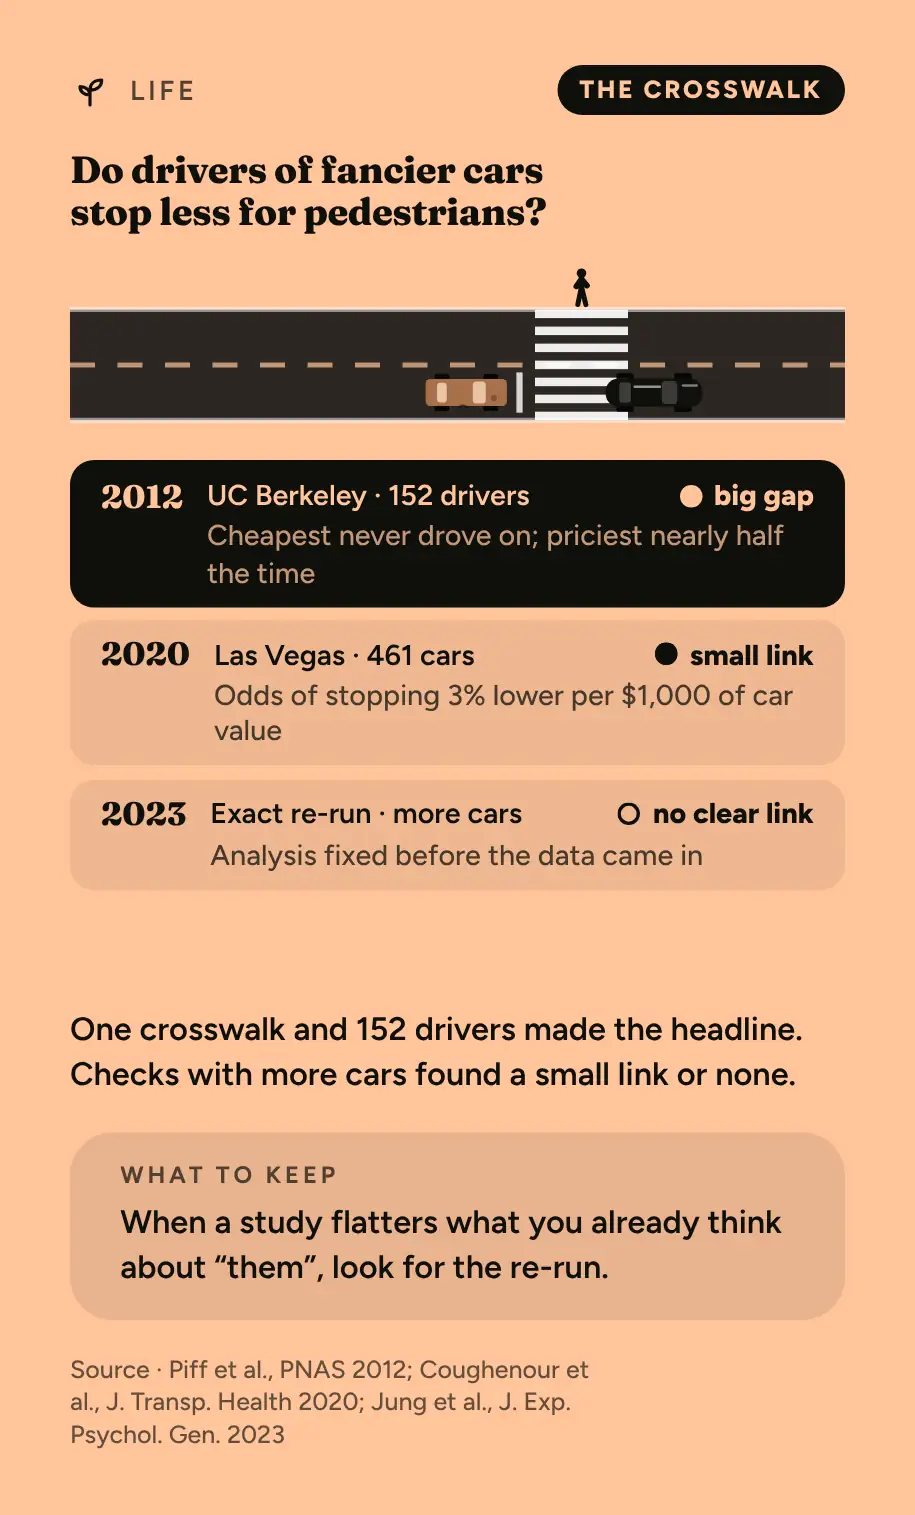 LIFE
THE CROSSWALK
Do drivers of fancier cars
stop less for pedestrians?
2012 UC Berkeley · 152 drivers big gap
Cheapest never drove on; priciest nearly half
the time
2020 Las Vegas · 461 cars small link
Odds of stopping 3% lower per $1,000 of car
value
2023 Exact re-run · more cars no clear link
Analysis fixed before the data came in
One crosswalk and 152 drivers made the headline.
Checks with more cars found a small link or none.
WHAT TO KEEP
When a study flatters what you already think
about “them”, look for the re-run.
Source · Piff et al., PNAS 2012; Coughenour et
al., J. Transp. Health 2020; Jung et al., J. Exp.
Psychol. Gen. 2023